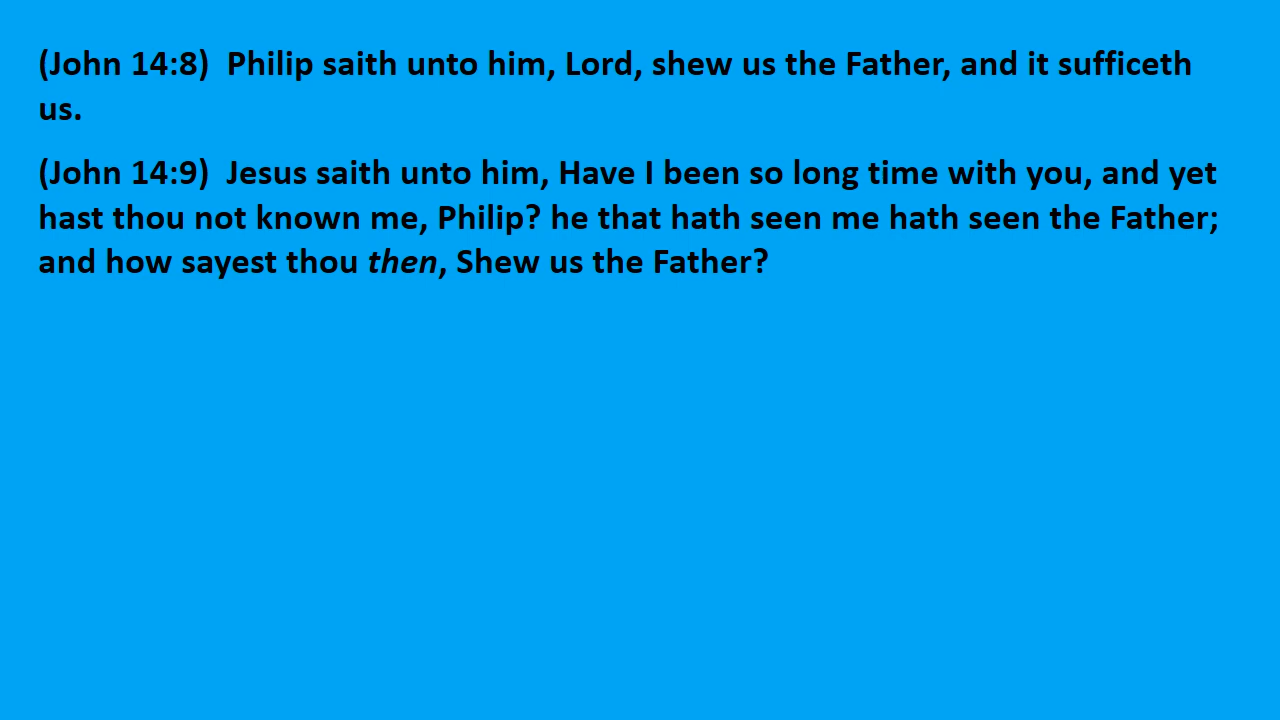 (John 14:8)  Philip saith unto him, Lord, shew us the Father, and it sufficeth
us.
(John 14:9)  Jesus saith unto him, Have I been so long time with you, and yet
hast thou not known me, Philip? he that hath seen me hath seen the Father;
and how sayest thou then, Shew us the Father?